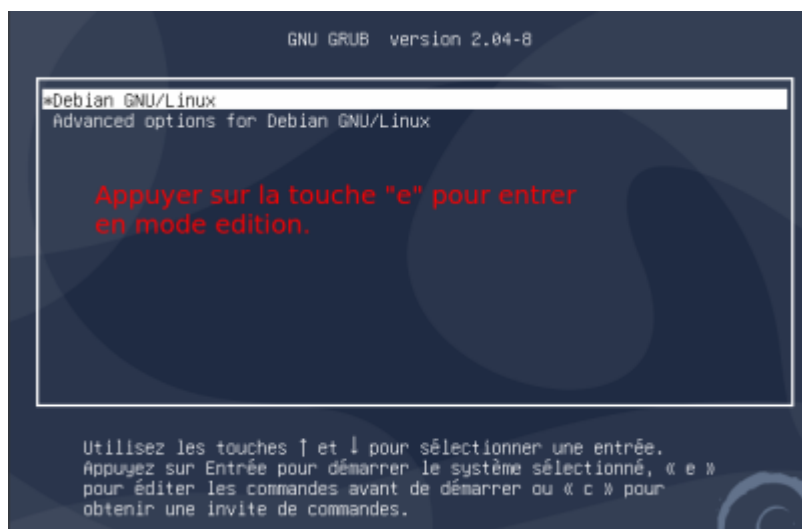 GNU GRUB version 2.04-8
*Debian GNU/Linux
Advanced options for Debian GNU/Linux
Appuyer sur la touche "e" pour entrer
en mode edition.
Utilisez les touches ↑ et ↓ pour sélectionner une entrée.
Appuyez sur Entrée pour démarrer le système sélectionné, « e »
pour éditer les commandes avant de démarrer ou « c » pour
obtenir une invite de commandes.